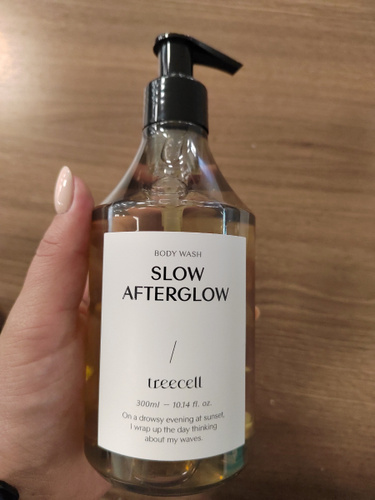 BODY WASH
SLOW
AFTERGLOW
/
treecell
300ml — 10.14 fl. oz.
On a drowsy evening at sunset,
I wrap up the day thinking
about my waves.